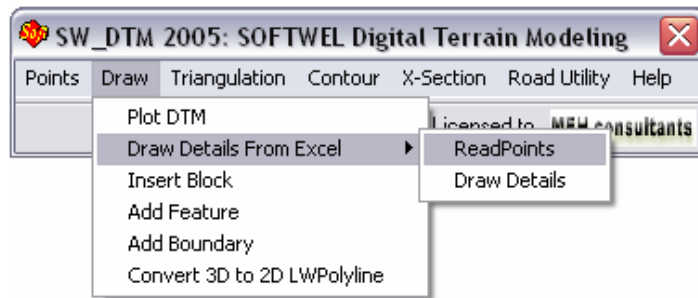 SW_DTM 2005: SOFTWEL Digital Terrain Modeling
Points Draw Triangulation Contour X-Section Road Utility Help
Plot DTM
Licensed to consultants
Draw Details From Excel ReadPoints
Insert Block Draw Details
Add Feature
Add Boundary
Convert 3D to 2D LWPolyline